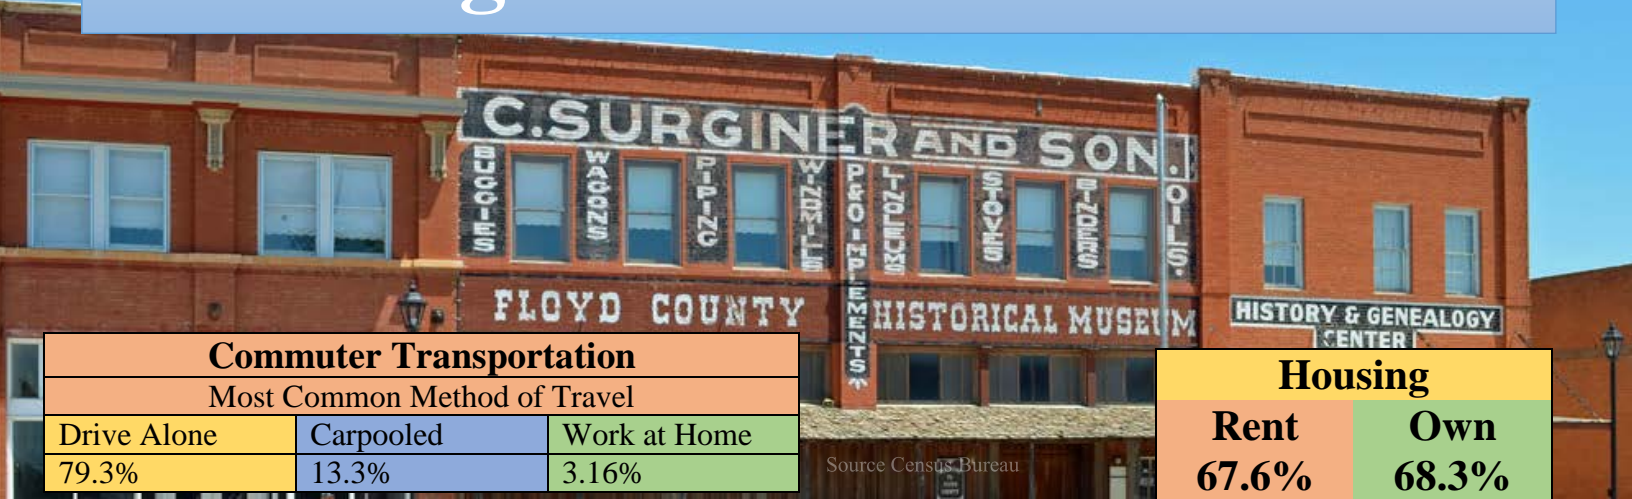 C.SURGINER AND SON.
BUGGIES
WAGONS
PIPING
WINDMILLS
P&O IMPLEMENTS
LINOLEUMS
STOVES
BINDERS
OILS.
FLOYD COUNTY HISTORICAL MUSEUM
HISTORY & GENEALOGY
CENTER
Commuter Transportation
Most Common Method of Travel
Drive Alone Carpooled Work at Home
79.3% 13.3% 3.16%
Source Census Bureau
Housing
Rent Own
67.6% 68.3%